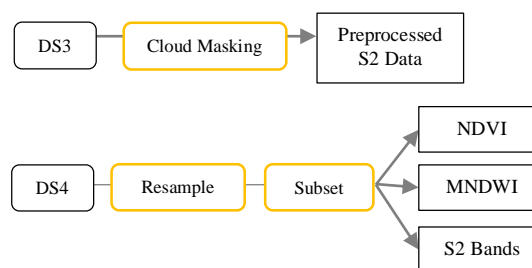 DS3
Cloud Masking
Preprocessed
S2 Data
DS4
Resample
Subset
NDVI
MNDWI
S2 Bands